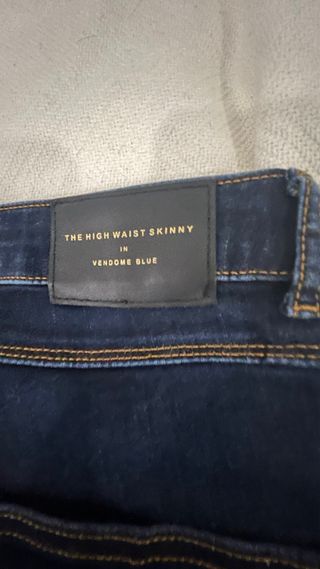 THE HIGH WAIST SKINNY
IN
VENDOME BLUE